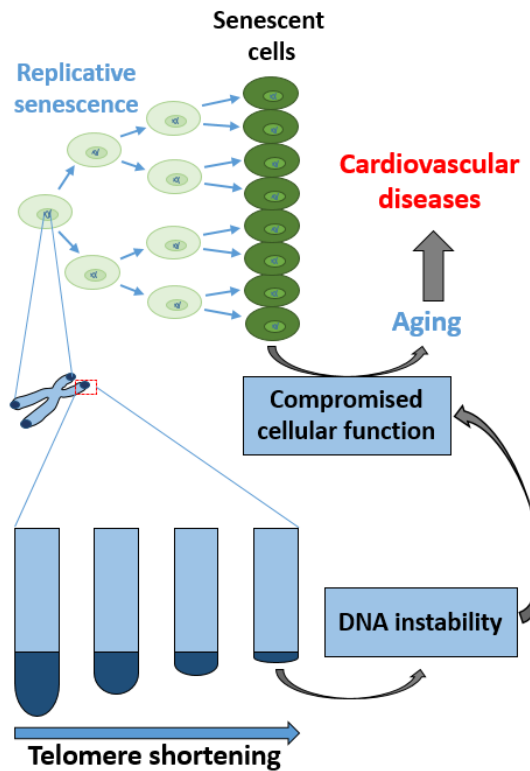 Senescent
cells
Replicative
senescence
Cardiovascular
diseases
Aging
Compromised
cellular function
DNA instability
Telomere shortening